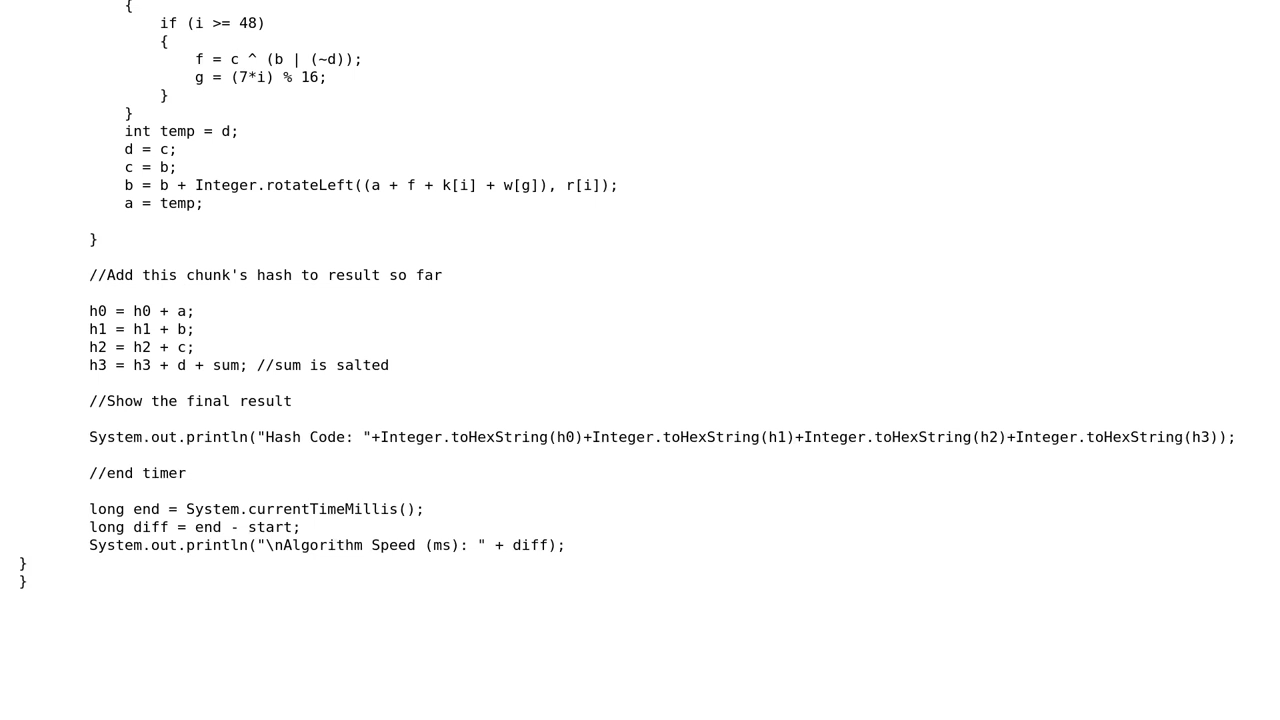 {
if (i >= 48)
{
f = c ^ (b | (~d));
g = (7*i) % 16;
}
}
int temp = d;
d = c;
c = b;
b = b + Integer.rotateLeft((a + f + k[i] + w[g]), r[i]);
a = temp;
}
//Add this chunk's hash to result so far
h0 = h0 + a;
h1 = h1 + b;
h2 = h2 + c;
h3 = h3 + d + sum; //sum is salted
//Show the final result
System.out.println("Hash Code: "+Integer.toHexString(h0)+Integer.toHexString(h1)+Integer.toHexString(h2)+Integer.toHexString(h3));
//end timer
long end = System.currentTimeMillis();
long diff = end - start;
System.out.println("\nAlgorithm Speed (ms): " + diff);
}
}